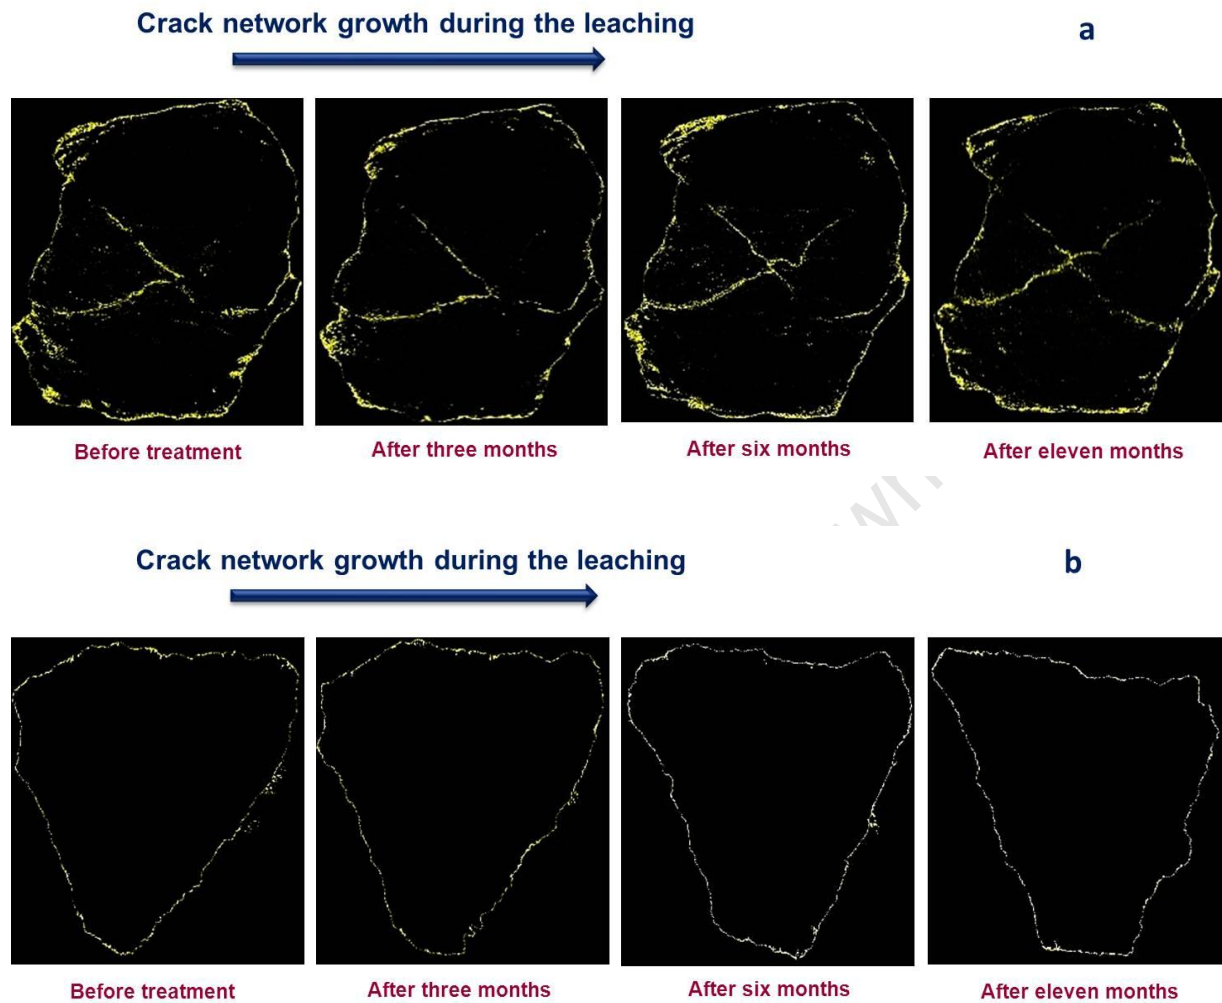 Crack network growth during the leaching
a
Before treatment
After three months
After six months
After eleven months
Crack network growth during the leaching
b
Before treatment
After three months
After six months
After eleven months